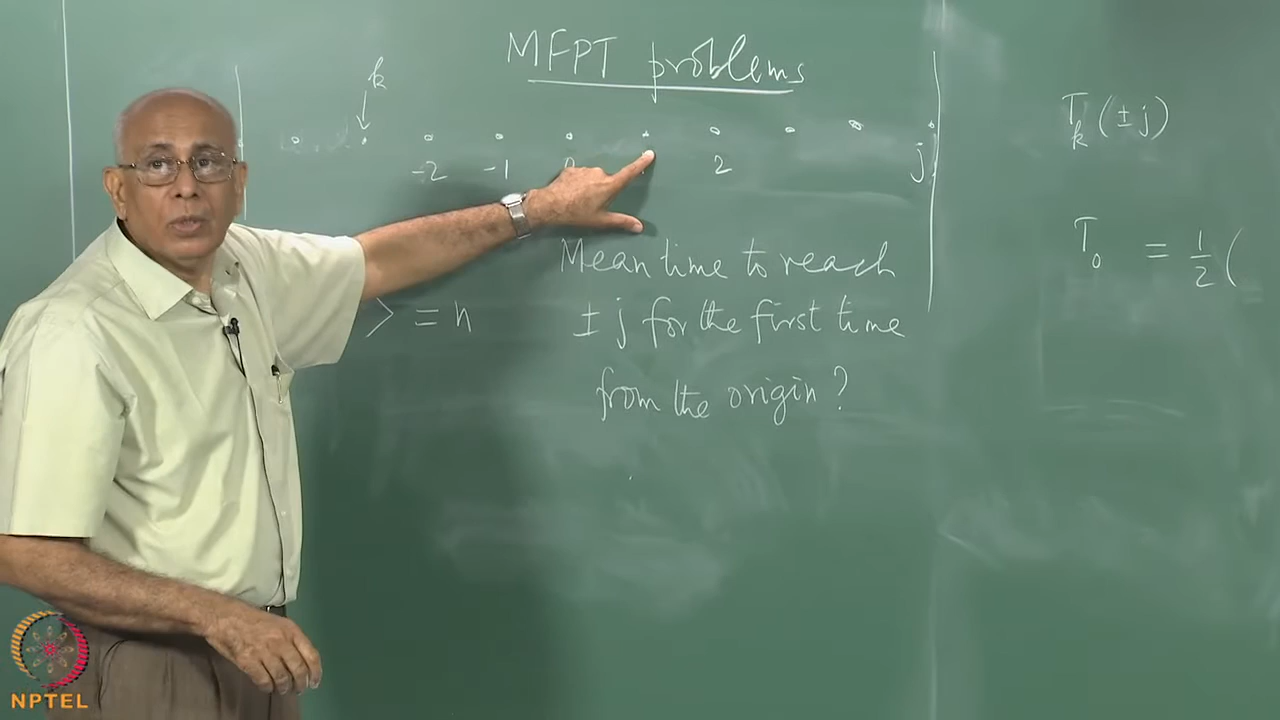 MFPT problems
k
-2 -1 2 j
T_k (±j)
T_0 = 1/2 (
> = n
Mean time to reach
± j for the first time
from the origin?
NPTEL